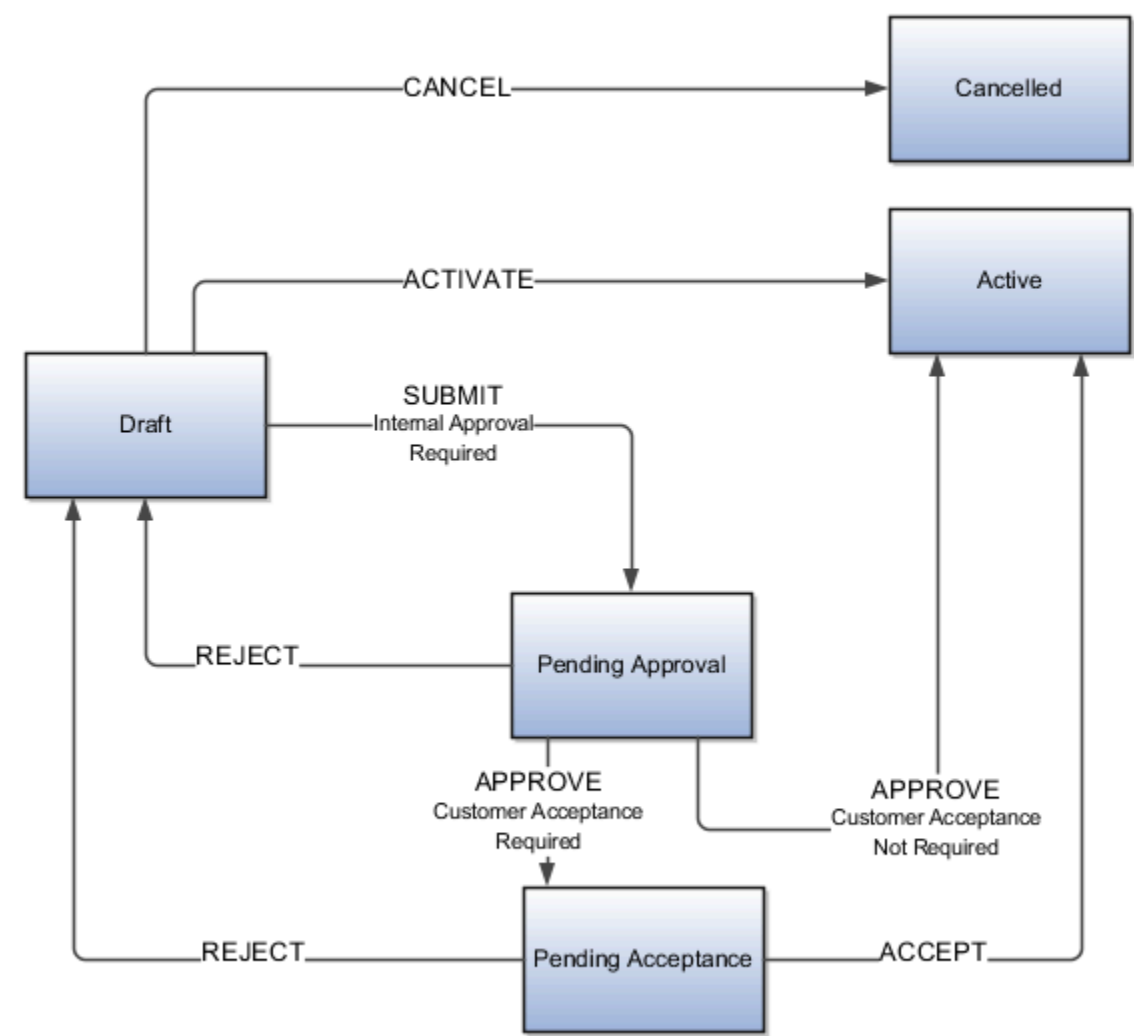 CANCEL
Cancelled
ACTIVATE
Active
Draft
SUBMIT
Internal Approval
Required
REJECT
Pending Approval
APPROVE
Customer Acceptance
Required
APPROVE
Customer Acceptance
Not Required
REJECT
Pending Acceptance
ACCEPT